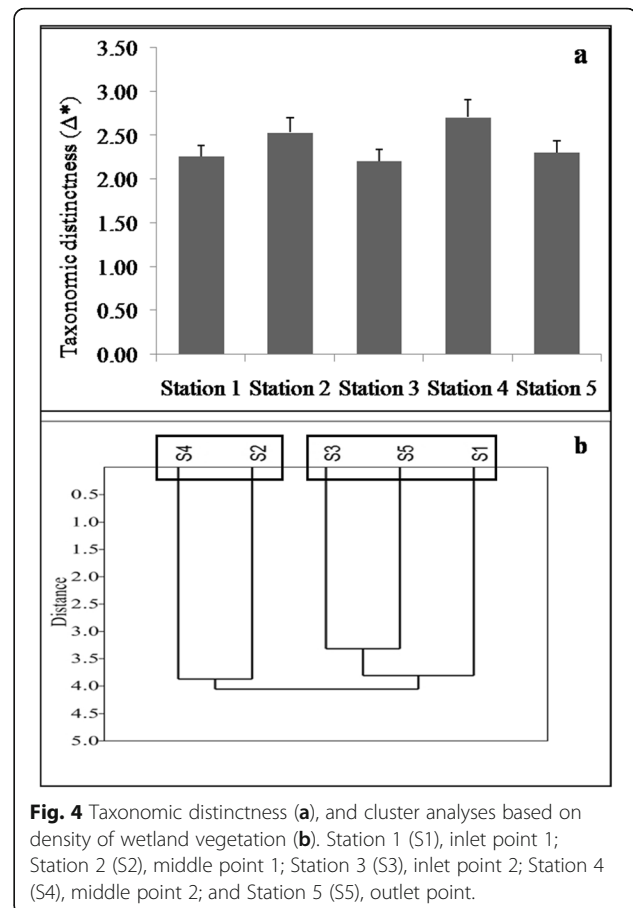 a
3.50
3.00
2.50
2.00
1.50
1.00
0.50
0.00
Taxonomic distinctness (Δ*)
Station 1 Station 2 Station 3 Station 4 Station 5
b
S4 S2 S3 S5 S1
0.5
1.0
1.5
2.0
2.5
3.0
3.5
4.0
4.5
5.0
Distance
Fig. 4 Taxonomic distinctness (a), and cluster analyses based on
density of wetland vegetation (b). Station 1 (S1), inlet point 1;
Station 2 (S2), middle point 1; Station 3 (S3), inlet point 2; Station 4
(S4), middle point 2; and Station 5 (S5), outlet point.